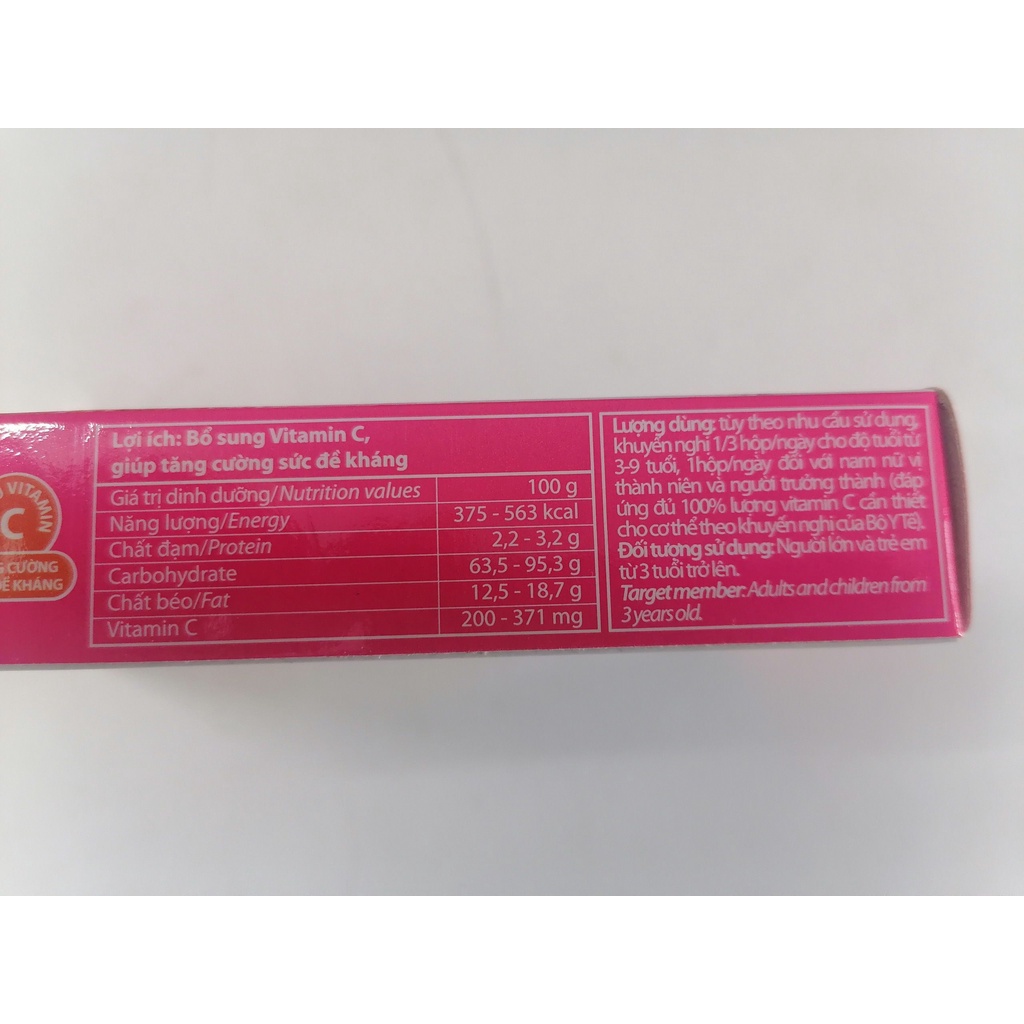 VITAMIN
C
CƯỜNG
ĐỀ KHÁNG
Lợi ích: Bổ sung Vitamin C,
giúp tăng cường sức đề kháng
Giá trị dinh dưỡng/Nutrition values 100 g
Năng lượng/Energy 375 - 563 kcal
Chất đạm/Protein 2,2 - 3,2 g
Carbohydrate 63,5 - 95,3 g
Chất béo/Fat 12,5 - 18,7 g
Vitamin C 200 - 371 mg
Lượng dùng: tùy theo nhu cầu sử dụng,
khuyến nghị 1/3 hộp/ngày cho độ tuổi từ
3-9 tuổi, 1hộp/ngày đối với nam nữ vị
thành niên và người trưởng thành (đáp
ứng đủ 100% lượng vitamin C cần thiết
cho cơ thể theo khuyến nghị của Bộ Y Tế).
Đối tượng sử dụng: Người lớn và trẻ em
từ 3 tuổi trở lên.
Target member: Adults and children from
3 years old.